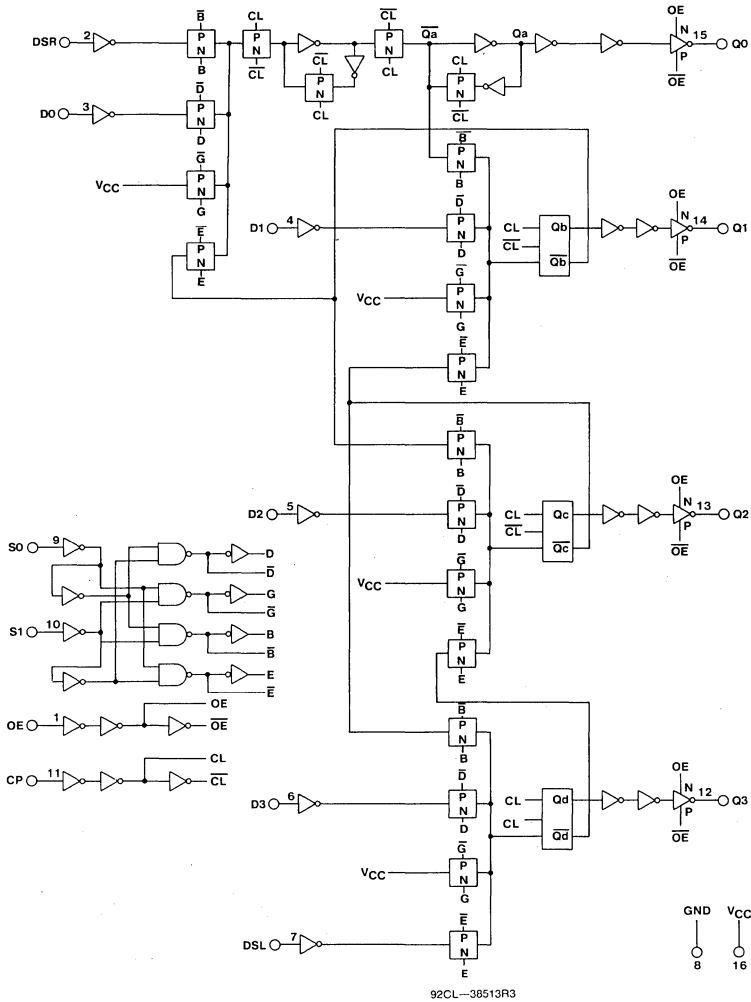 B̅ CL C̅L̅ OE
DSR 2 P N P N P N Q̅a̅ Qa N 15 Q0
B C̅L̅ C̅L̅ CL P
D̅ P N CL P N O̅E̅
D0 3 P N CL C̅L̅
D
G̅ B̅
VCC P N P N
G B
E̅ D̅ OE
P N D1 4 P N CL Qb N 14 Q1
E D C̅L̅ P
G̅ Q̅b̅ O̅E̅
VCC P N
G
E̅
P N
E
B̅
P N
B
D̅ OE
D2 5 P N CL Qc N 13 Q2
D C̅L̅ P
S0 9 D G̅ Q̅c̅ O̅E̅
D̅ VCC P N
G G
G̅
S1 10 B E̅
B̅ P N
E E
E̅
OE 1 OE B̅
O̅E̅ P N
B
CP 11 CL D̅ OE
C̅L̅ D3 6 P N CL Qd N 12 Q3
D CL P
G̅ Q̅d̅ O̅E̅
VCC P N
G
E̅ GND VCC
DSL 7 P N
E 8 16
92CL—38513R3